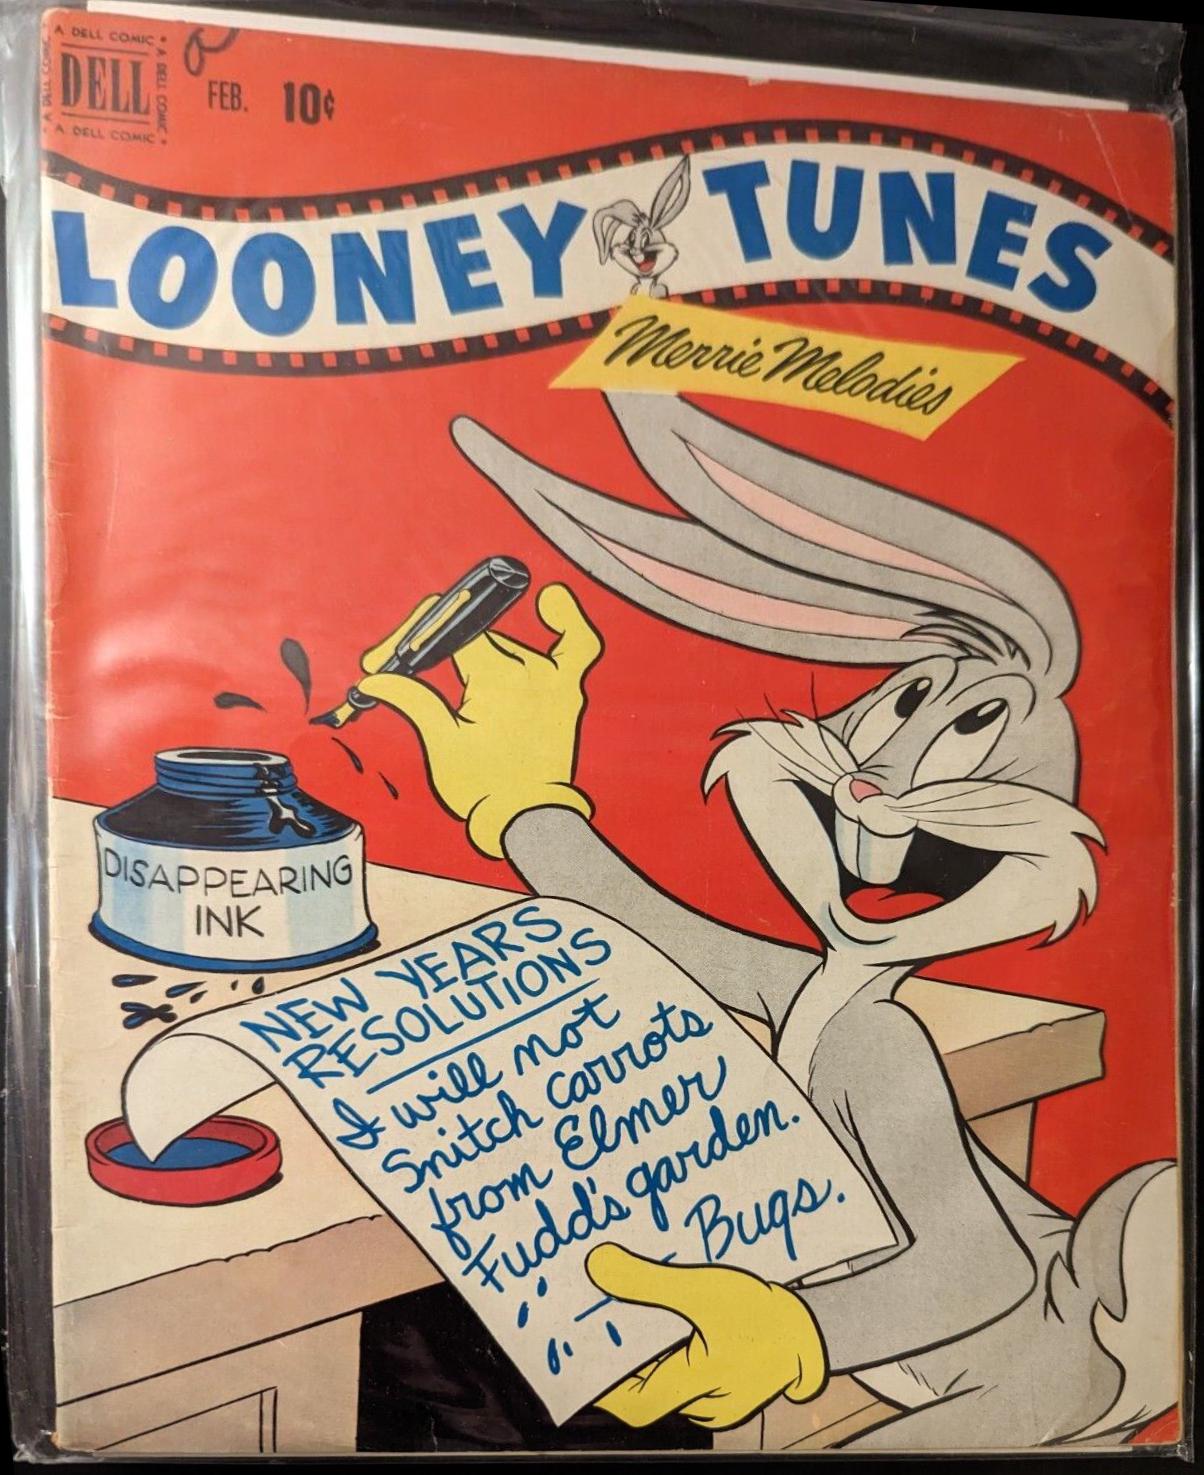 A DELL COMIC
A DELL COMIC
DELL
A DELL COMIC
A DELL COMIC
FEB. 10¢
LOONEY TUNES
Merrie Melodies
DISAPPEARING
INK
NEW YEARS
RESOLUTIONS
I will not
Snitch carrots
from Elmer
Fudd's garden.
- Bugs.